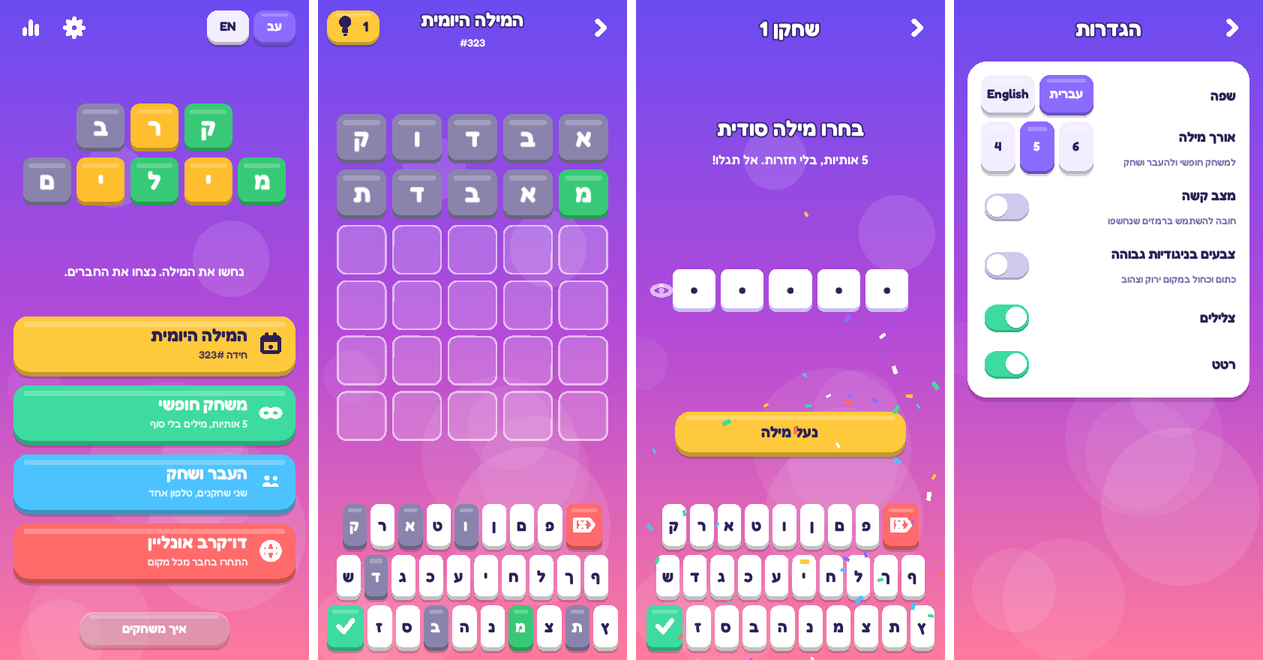 עב
EN
קרב
מילים
נחשו את המילה. נצחו את החברים.
המילה היומית
חידה #323
משחק חופשי
5 אותיות, מילים בלי סוף
העבר ושחק
שני שחקנים, טלפון אחד
דו־קרב אונליין
התחרו בחבר מכל מקום
איך משחקים
המילה היומית
#323
1
א ב ד ו ק
מ א ב ד ת
ק ר א ט ו ן ם פ
ש ד ג כ ע י ח ל ך ף
ז ס ב ה נ מ צ ת ץ
שחקן 1
בחרו מילה סודית
5 אותיות, בלי חזרות. אל תגלו!
נעל מילה
ק ר א ט ו ן ם פ
ש ד ג כ ע י ח ל ך ף
ז ס ב ה נ מ צ ת ץ
הגדרות
שפה
עברית
English
אורך מילה
6
5
4
למשחק חופשי ולהעבר ושחק
מצב קשה
חובה להשתמש ברמזים שנחשפו
צבעים בניגודיות גבוהה
כתום וכחול במקום ירוק וצהוב
צלילים
רטט